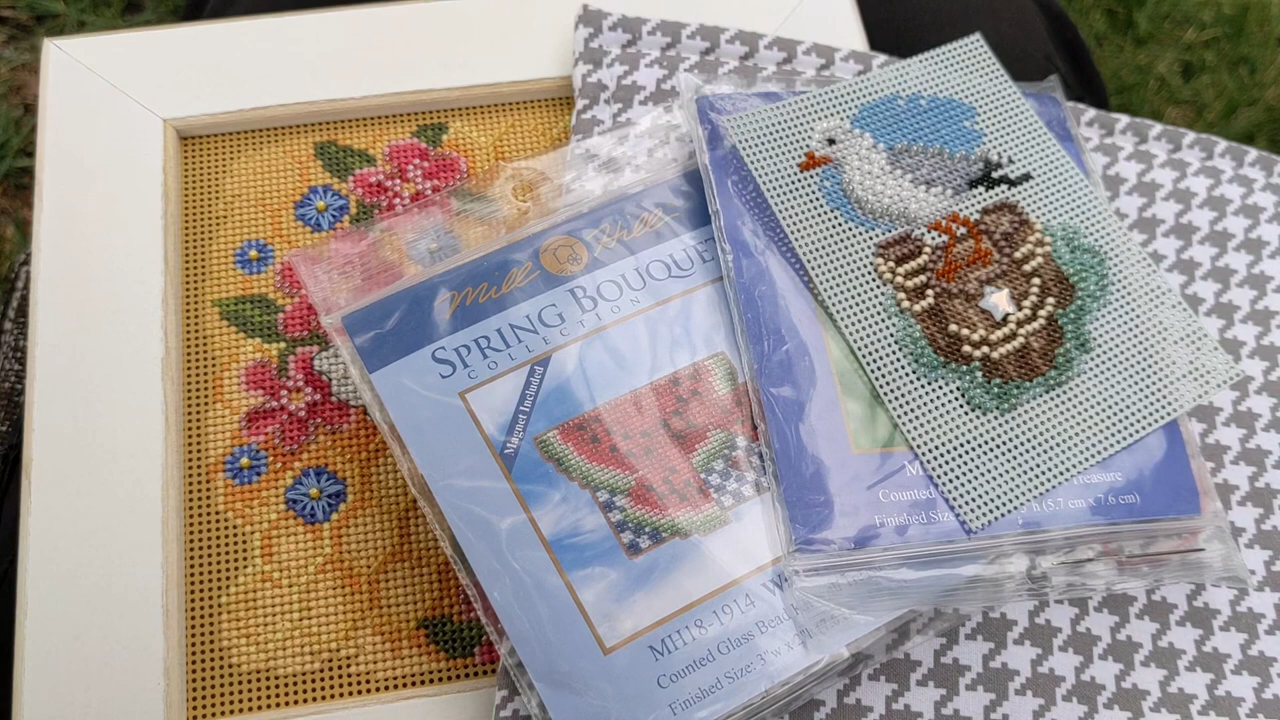 Mill Hill
SPRING BOUQUET
COLLECTION
Magnet Included
MH18-1914
Counted Glass Bead
Finished Size: 3"w x
Treasure
Counted
Finished Size
h (5.7 cm x 7.6 cm)